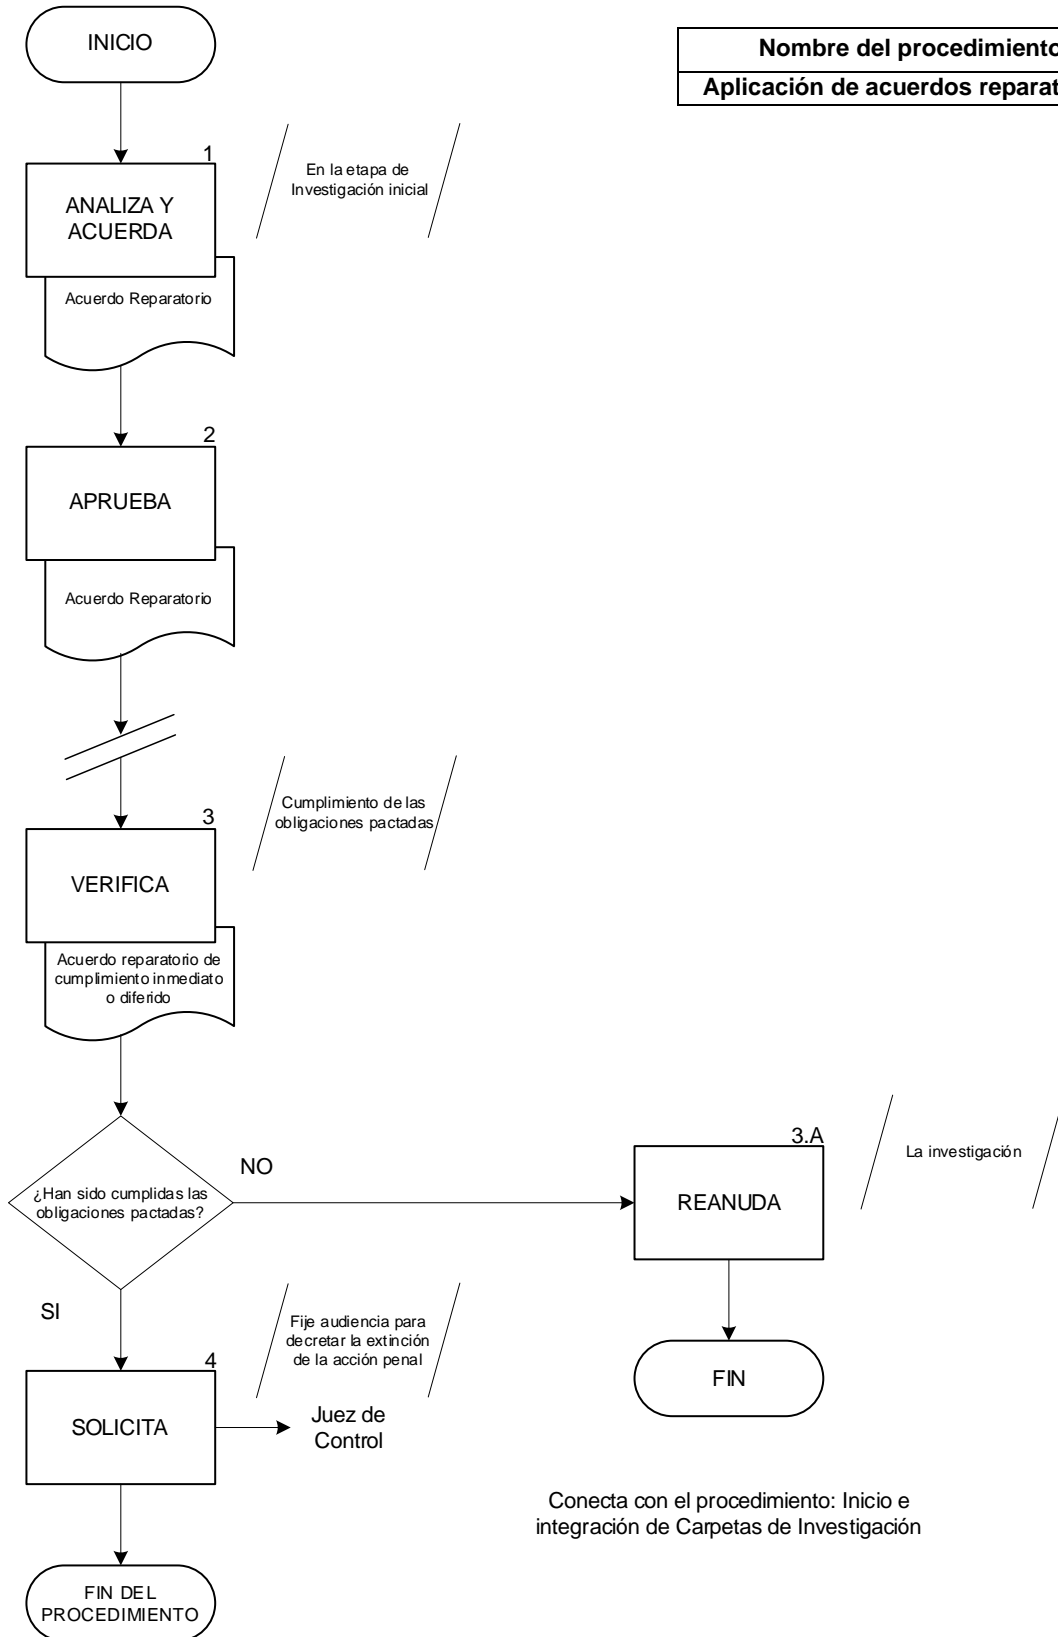 INICIO
Nombre del procedimiento
Aplicación de acuerdos
1
En la etapa de
Investigación inicial
ANALIZA Y
ACUERDA
Acuerdo Reparatorio
2
APRUEBA
Acuerdo Reparatorio
Cumplimiento de las
obligaciones pactadas
3
VERIFICA
Acuerdo reparatorio de
cumplimiento inmediato
o diferido
¿Han sido cumplidas las
obligaciones pactadas?
NO
3.A
REANUDA
La investigación
FIN
SI
Fije audiencia para
decretar la extinción
de la acción penal
4
SOLICITA
Juez de
Control
Conecta con el procedimiento: Inicio e
integración de Carpetas de Investigación
FIN DEL
PROCEDIMIENTO